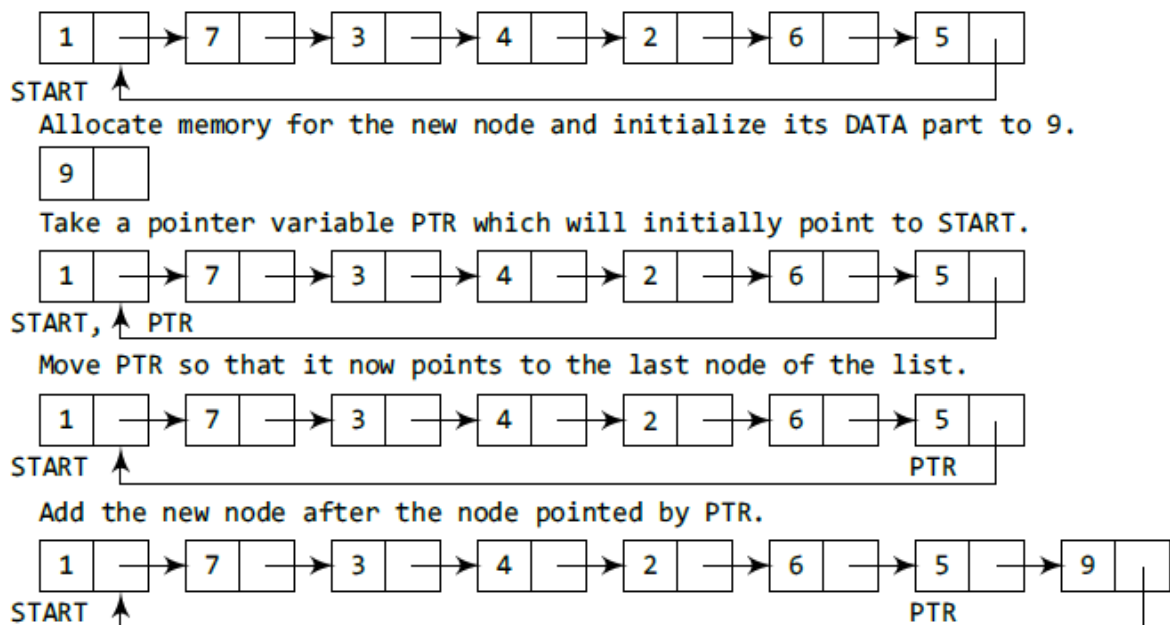 1 7 3 4 2 6 5
START
Allocate memory for the new node and initialize its DATA part to 9.
9
Take a pointer variable PTR which will initially point to START.
1 7 3 4 2 6 5
START, PTR
Move PTR so that it now points to the last node of the list.
1 7 3 4 2 6 5
START PTR
Add the new node after the node pointed by PTR.
1 7 3 4 2 6 5 9
START PTR